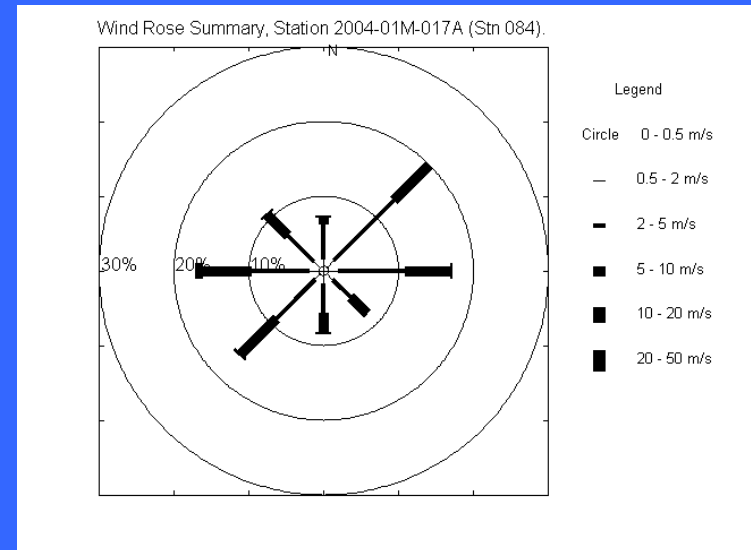 Wind Rose Summary, Station 2004-01M-017A (Stn 084).
N
Legend
Circle 0 - 0.5 m/s
0.5 - 2 m/s
2 - 5 m/s
5 - 10 m/s
10 - 20 m/s
20 - 50 m/s
30% 20% 10%